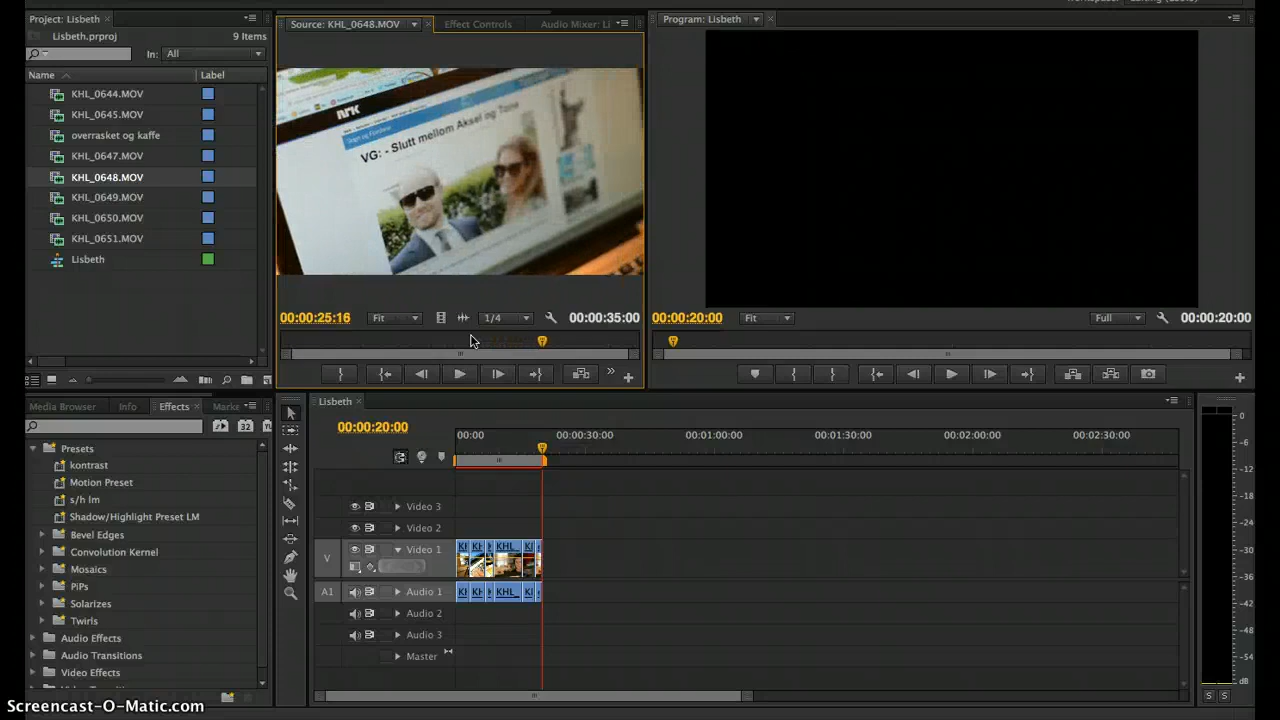 Project: Lisbeth
Source: KHL_0648.MOV
Effect Controls
Audio Mixer: Li
Program: Lisbeth
Lisbeth.prproj
9 Items
In: All
Name
Label
KHL_0644.MOV
KHL_0645.MOV
overrasket og kaffe
KHL_0647.MOV
KHL_0648.MOV
KHL_0649.MOV
KHL_0650.MOV
KHL_0651.MOV
Lisbeth
NRK
VG: - Slutt mellom Aksel og Tone
00:00:25:16
Fit
1/4
00:00:35:00
00:00:20:00
Fit
Full
00:00:20:00
Media Browser
Info
Effects
Marke
32
Presets
kontrast
Motion Preset
s/h lm
Shadow/Highlight Preset LM
Bevel Edges
Convolution Kernel
Mosaics
PiPs
Solarizes
Twirls
Audio Effects
Audio Transitions
Video Effects
Lisbeth
00:00:20:00
00:00
00:00:30:00
00:01:00:00
00:01:30:00
00:02:00:00
00:02:30:00
Video 3
Video 2
V
Video 1
KHL_
A1
Audio 1
KHL_
Audio 2
Audio 3
Master
0
-6
-12
-18
-24
-30
-36
-42
-48
-54
dB
S
S
Screencast-O-Matic.com